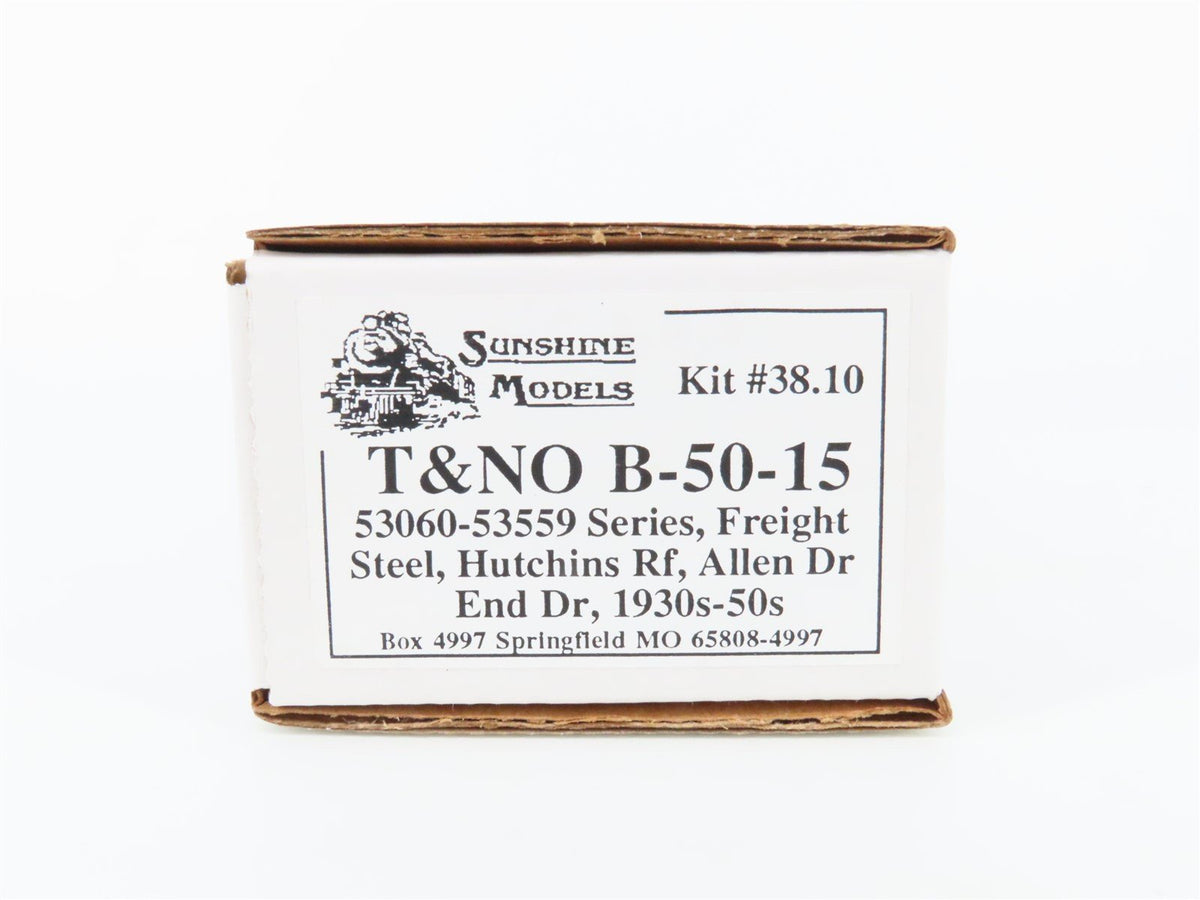 SUNSHINE
MODELS
Kit #38.10
T&NO B-50-15
53060-53559 Series, Freight
Steel, Hutchins Rf, Allen Dr
End Dr, 1930s-50s
Box 4997 Springfield MO 65808-4997